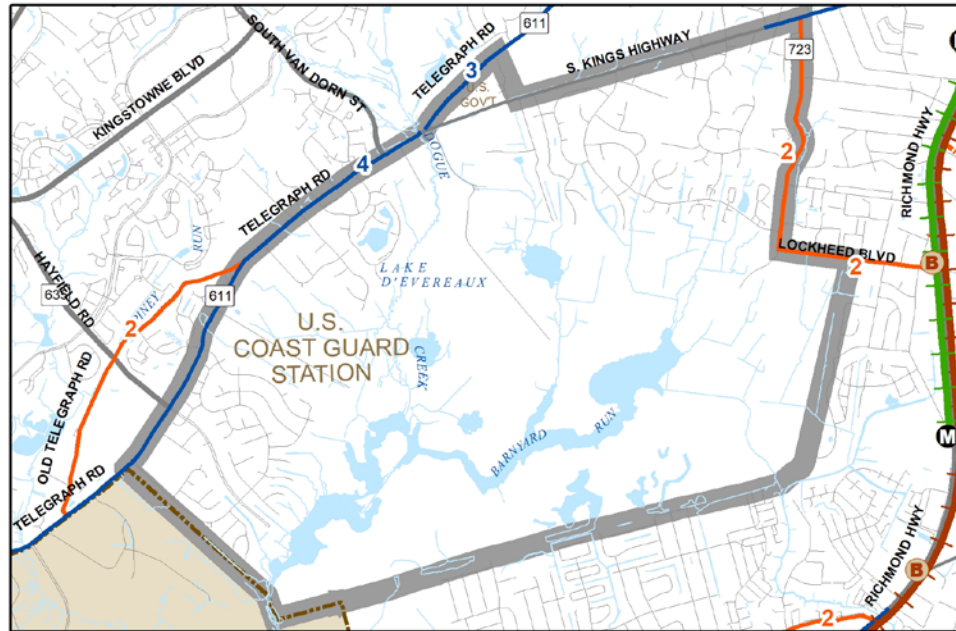 SOUTH VAN DORN ST
KINGSTOWNE BLVD
TELEGRAPH RD
611
3
U.S.
GOV'T
S. KINGS HIGHWAY
723
RICHMOND HWY
4
DOGUE
2
TELEGRAPH RD
LOCKHEED BLVD
2
B
RUN
HAYFIELD RD
635
PINEY
611
LAKE
D'EVEREAUX
2
U.S.
COAST GUARD
STATION
CREEK
OLD TELEGRAPH RD
BARNYARD
RUN
M
TELEGRAPH RD
B
RICHMOND HWY
2